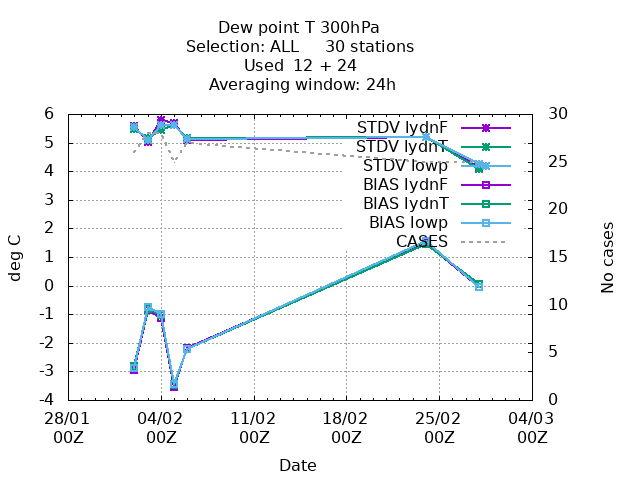 Dew point T 300hPa
Selection: ALL     30 stations
Used  12 + 24
Averaging window: 24h
6
5
4
3
2
1
0
-1
-2
-3
-4
30
25
20
15
10
5
0
deg C
No cases
STDV lydnF
STDV lydnT
STDV lowp
BIAS lydnF
BIAS lydnT
BIAS lowp
CASES
28/01 04/02 11/02 18/02 25/02 04/03
00Z 00Z 00Z 00Z 00Z 00Z
Date